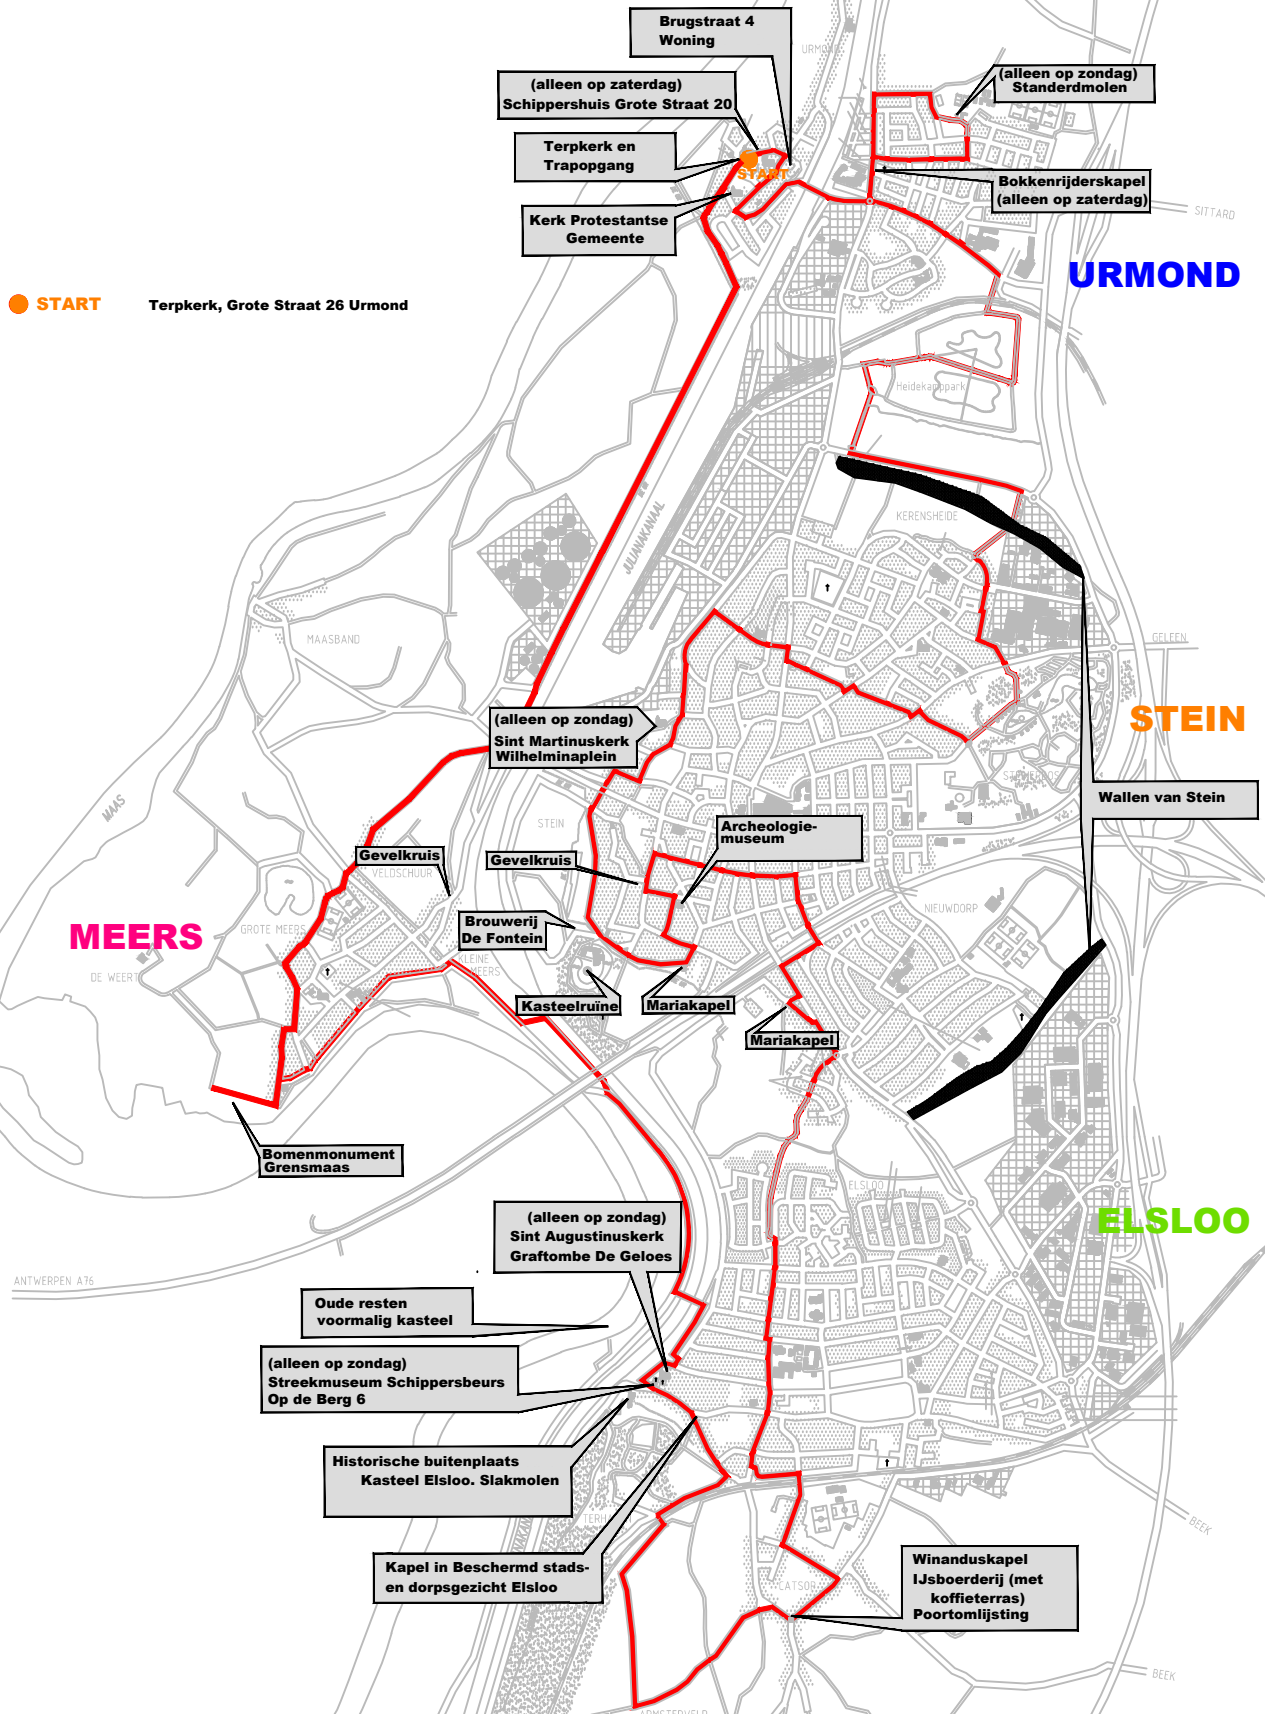 Brugstraat 4
Woning
URMOND
(alleen op zaterdag)
Schippershuis Grote Straat 20
(alleen op zondag)
Standerdmolen
Terpkerk en
Trapopgang
START
Bokkenrijderskapel
(alleen op zaterdag)
SITTARD
Kerk Protestantse
Gemeente
URMOND
START
Terpkerk, Grote Straat 26 Urmond
Heidekamppark
KERENSHEIDE
JULIANAKANAAL
MAASBAND
GELEEN
(alleen op zondag)
Sint Martinuskerk
Wilhelminaplein
STEIN
MAAS
Wallen van Stein
STEIN
Archeologie-
museum
Gevelkruis
VELDSCHUUR
Gevelkruis
NIEUWDORP
MEERS
GROTE MEERS
Brouwerij
De Fontein
KLEINE
MEERS
DE WEERT
Kasteelruïne
Mariakapel
Mariakapel
Bomenmonument
Grensmaas
ELSLOO
ELSLOO
(alleen op zondag)
Sint Augustinuskerk
Graftombe De Geloes
ANTWERPEN A76
Oude resten
voormalig kasteel
(alleen op zondag)
Streekmuseum Schippersbeurs
Op de Berg 6
Historische buitenplaats
Kasteel Elsloo. Slakmolen
BEEK
Kapel in Beschermd stads-
en dorpsgezicht Elsloo
CATSOP
Winanduskapel
IJsboerderij (met
koffieterras)
Poortomlijsting
BEEK